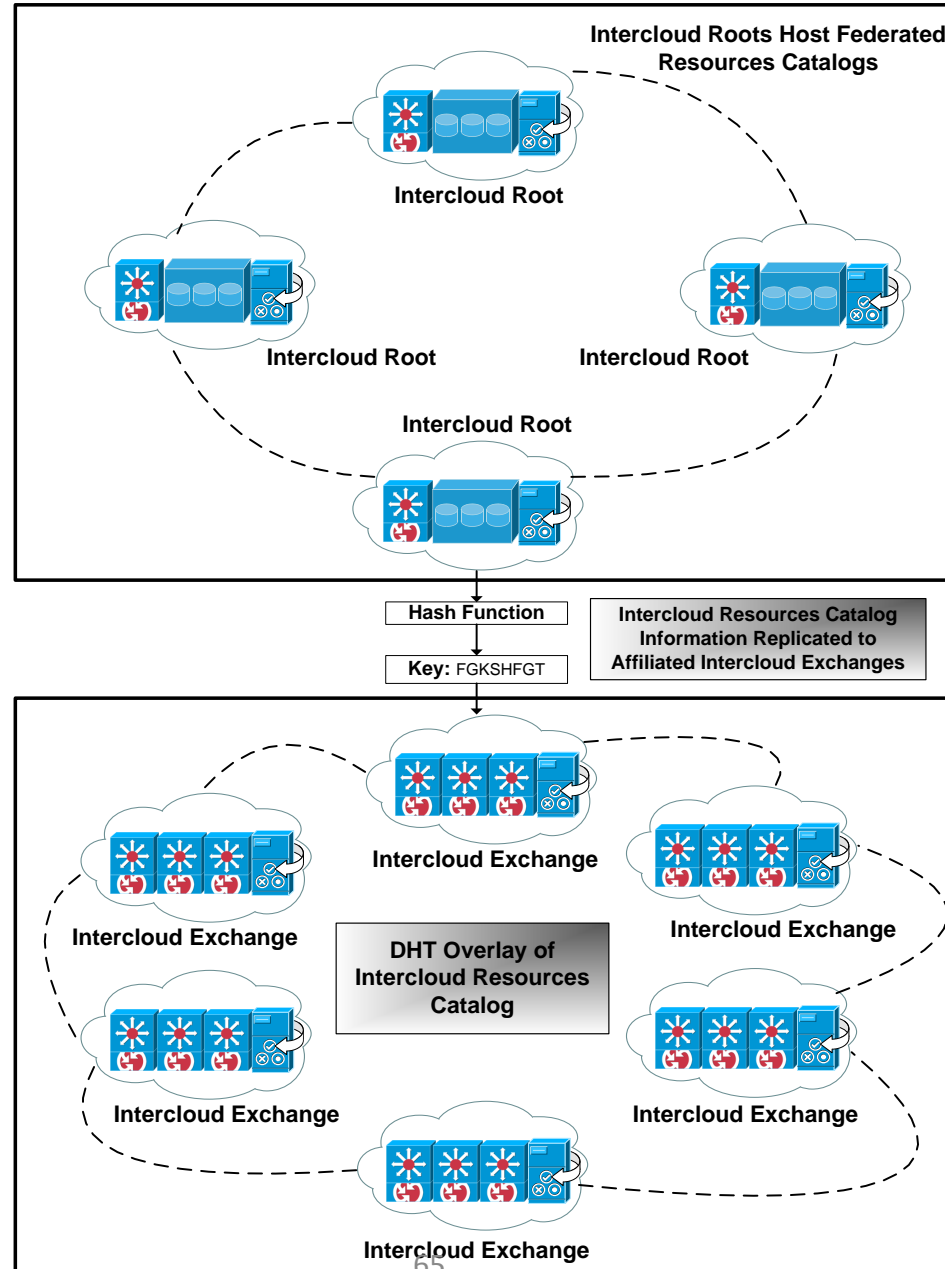 Intercloud Roots Host Federated
Resources Catalogs
Intercloud Root
Intercloud Root
Intercloud Root
Intercloud Root
Hash Function
Key: FGKSHFGT
Intercloud Resources Catalog
Information Replicated to
Affiliated Intercloud Exchanges
Intercloud Exchange
Intercloud Exchange
Intercloud Exchange
DHT Overlay of
Intercloud Resources
Catalog
Intercloud Exchange
Intercloud Exchange
Intercloud Exchange
65